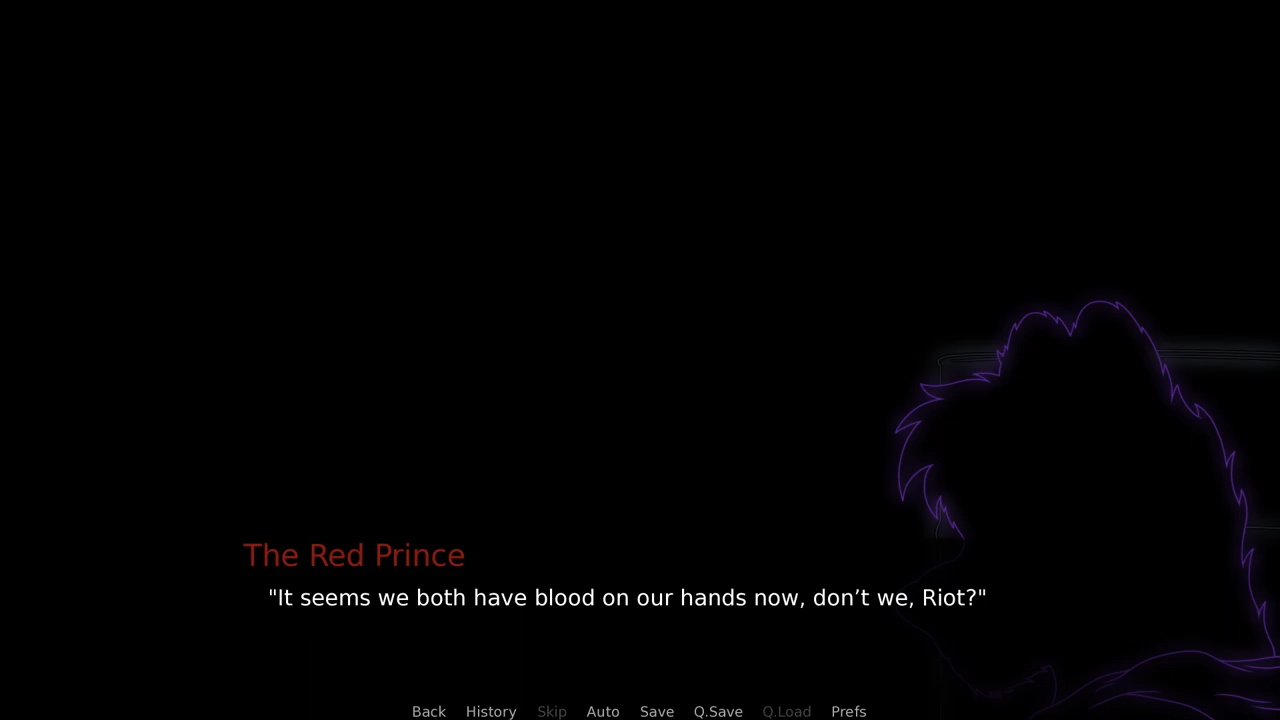 The Red Prince
"It seems we both have blood on our hands now, don’t we, Riot?"
Back History Skip Auto Save Q.Save Q.Load Prefs